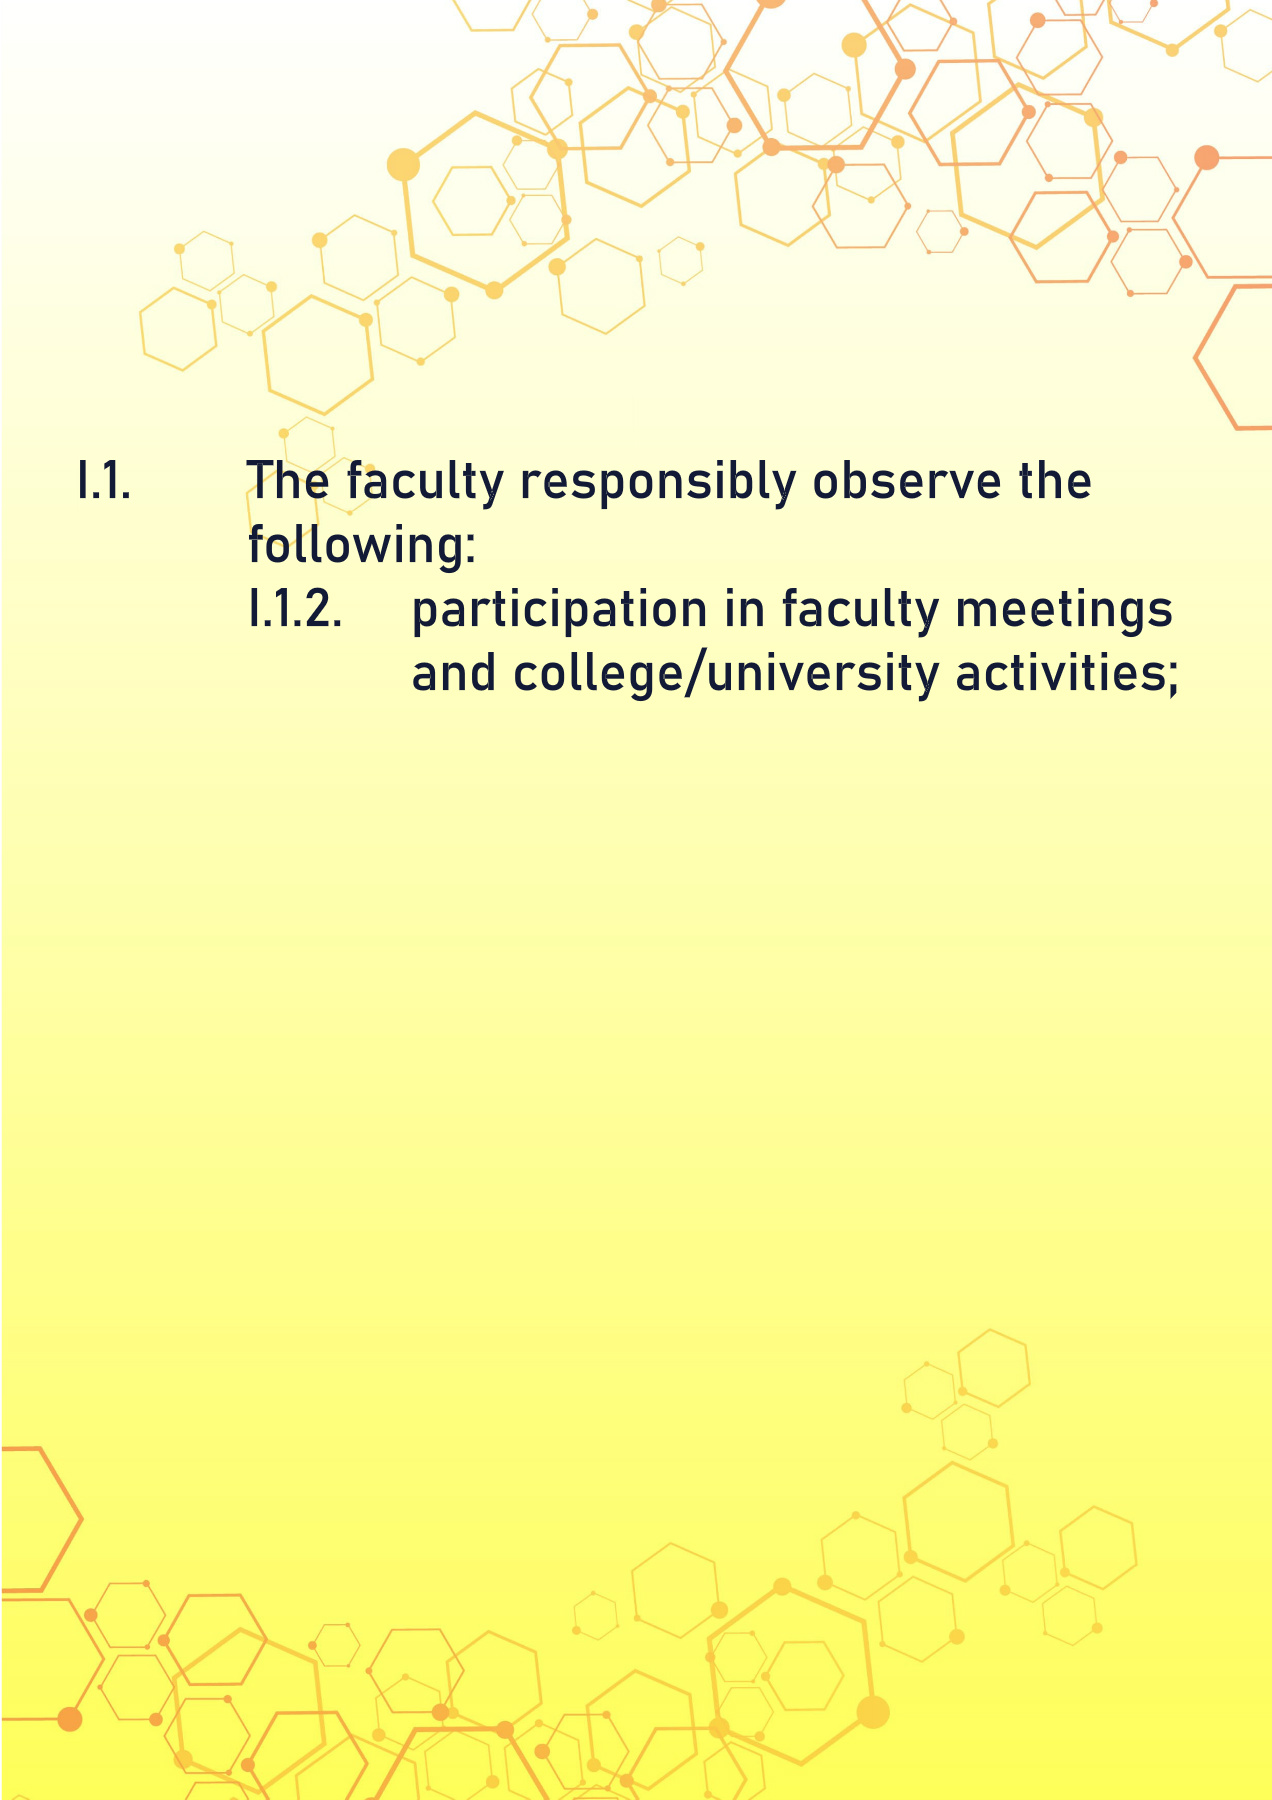 I.1. The faculty responsibly observe the
following:
I.1.2. participation in faculty meetings
and college/university activities;